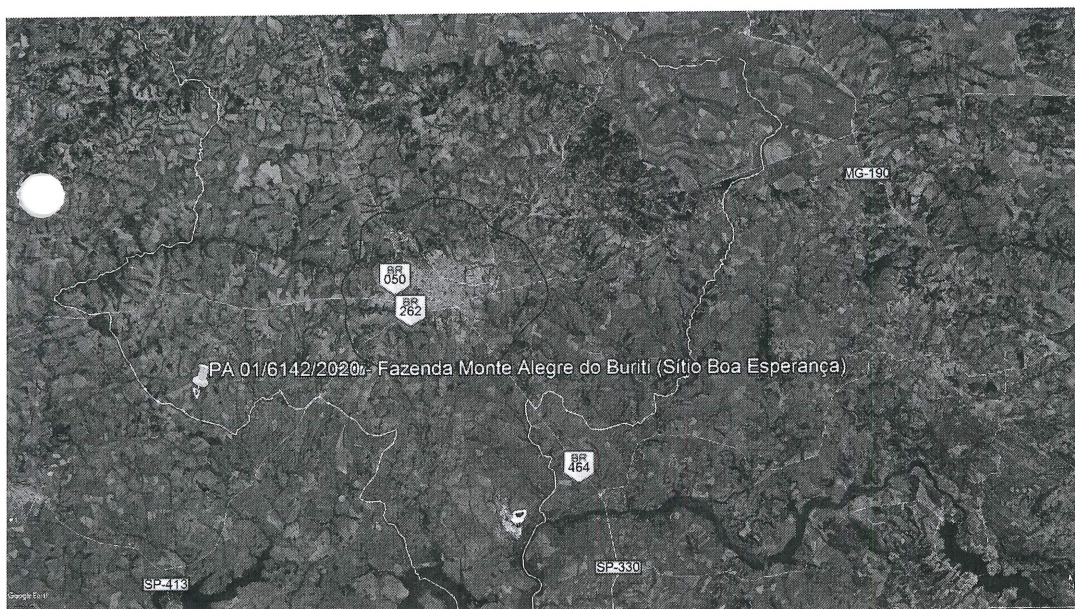 MG-190
BR
050
BR
262
PA 01/6142/2020 - Fazenda Monte Alegre do Buriti (Sítio Boa Esperança)
BR
464
SP-330
SP-413
Google Earth